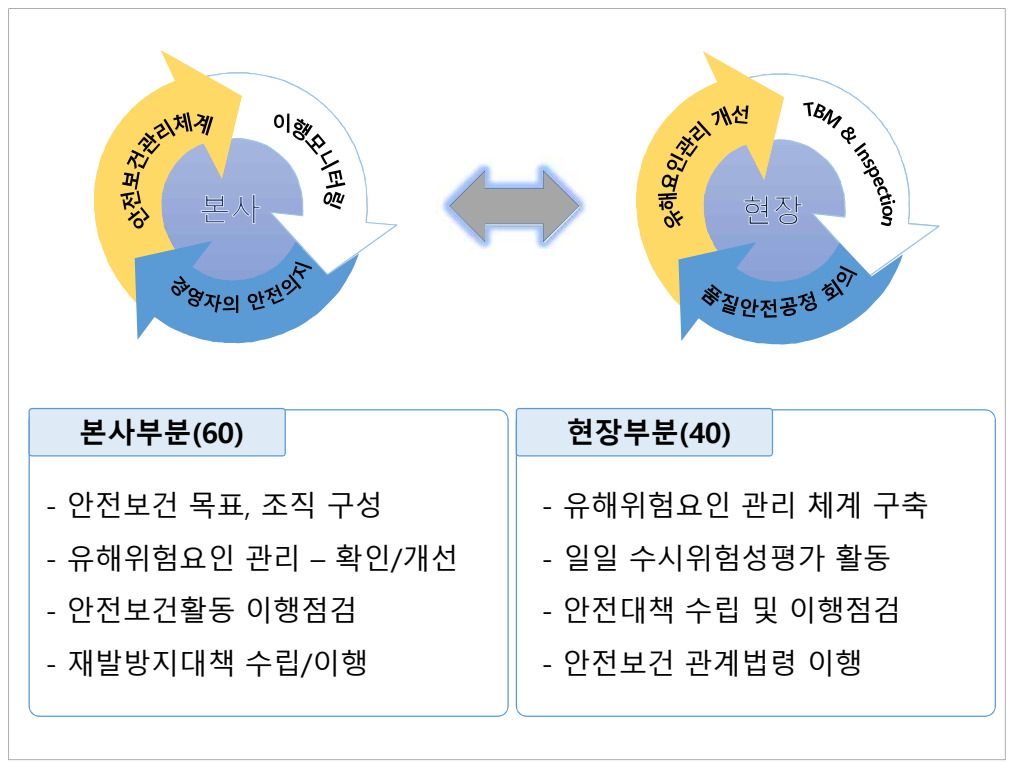 안전보건관리체계
이행모니터링
본사
경영자의 안전의지
유해요인관리 개선
TBM & Inspection
현장
품질안전공정 회의
본사부분(60)
- 안전보건 목표, 조직 구성
- 유해위험요인 관리 – 확인/개선
- 안전보건활동 이행점검
- 재발방지대책 수립/이행
현장부분(40)
- 유해위험요인 관리 체계 구축
- 일일 수시위험성평가 활동
- 안전대책 수립 및 이행점검
- 안전보건 관계법령 이행